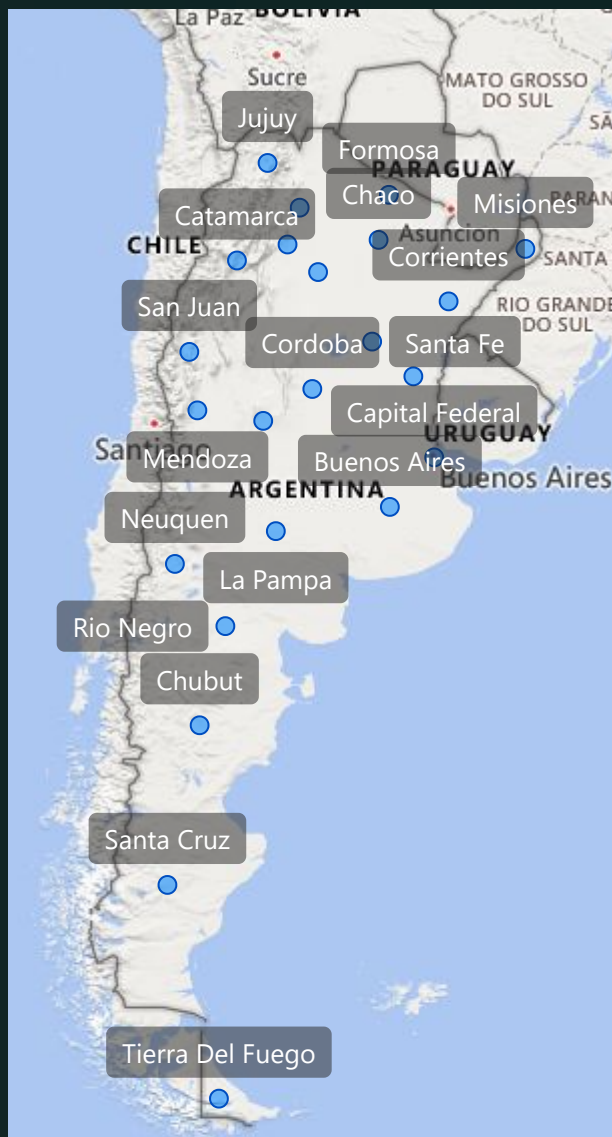 La Paz
BOLIVIA
Sucre
MATO GROSSO
DO SUL
Jujuy
Formosa
PARAGUAY
Chaco
Misiones
Catamarca
Asuncion
CHILE
Corrientes
SANTA
San Juan
RIO GRANDE
DO SUL
Cordoba
Santa Fe
Capital Federal
URUGUAY
Santiago
Mendoza
Buenos Aires
Buenos Aires
ARGENTINA
Neuquen
La Pampa
Rio Negro
Chubut
Santa Cruz
Tierra Del Fuego